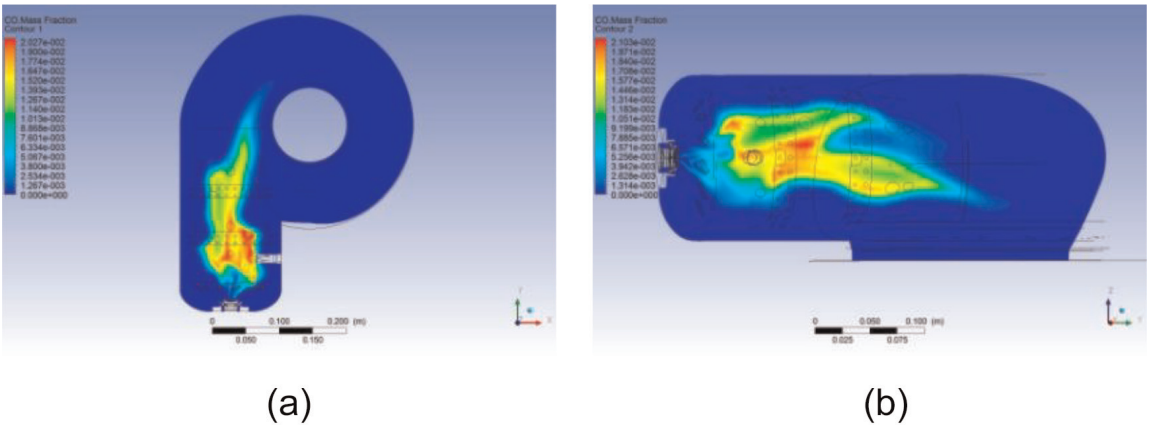 CO.Mass Fraction
Contour 1
2.027e-002
1.900e-002
1.774e-002
1.647e-002
1.520e-002
1.393e-002
1.267e-002
1.140e-002
1.013e-002
8.868e-003
7.601e-003
6.334e-003
5.067e-003
3.800e-003
2.534e-003
1.267e-003
0.000e+000
Y
X
0 0.100 0.200 (m)
0.050 0.150
(a)
CO.Mass Fraction
Contour 2
2.103e-002
1.971e-002
1.840e-002
1.708e-002
1.577e-002
1.446e-002
1.314e-002
1.183e-002
1.051e-002
9.199e-003
7.885e-003
6.571e-003
5.256e-003
3.942e-003
2.628e-003
1.314e-003
0.000e+000
Z
Y
0 0.050 0.100 (m)
0.025 0.075
(b)